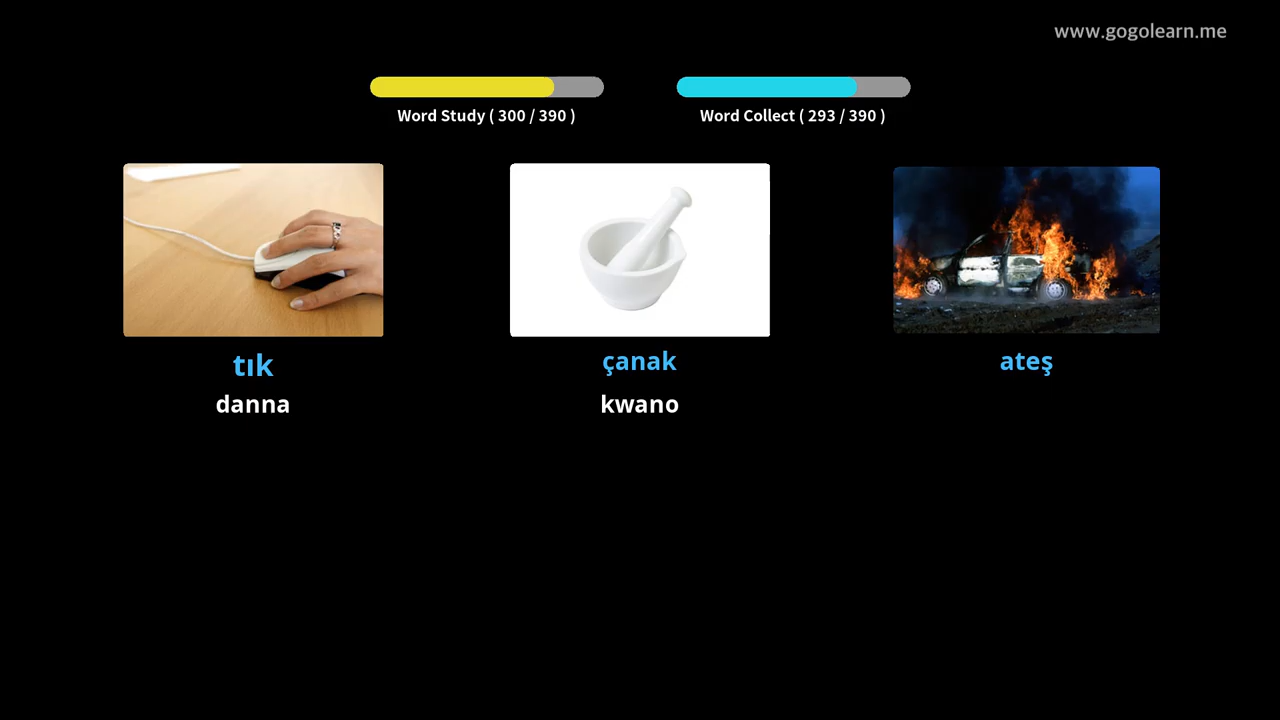 www.gogolearn.me
Word Study ( 300 / 390 )
Word Collect ( 293 / 390 )
tık
çanak
ateş
danna
kwano